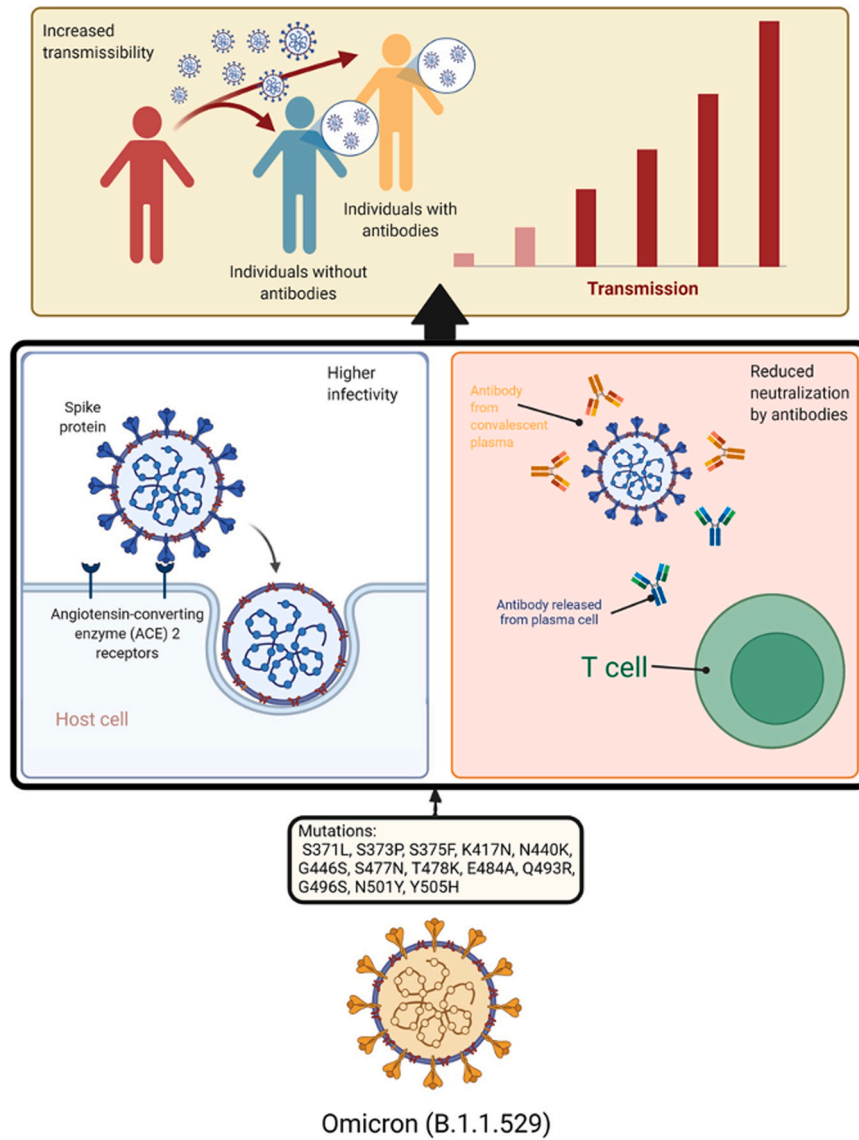 Increased
transmissibility
Individuals with
antibodies
Individuals without
antibodies
Transmission
Higher
infectivity
Spike
protein
Angiotensin-converting
enzyme (ACE) 2
receptors
Host cell
Reduced
neutralization
by antibodies
Antibody
from
convalescent
plasma
Antibody released
from plasma cell
T cell
Mutations:
S371L, S373P, S375F, K417N, N440K,
G446S, S477N, T478K, E484A, Q493R,
G496S, N501Y, Y505H
Omicron (B.1.1.529)